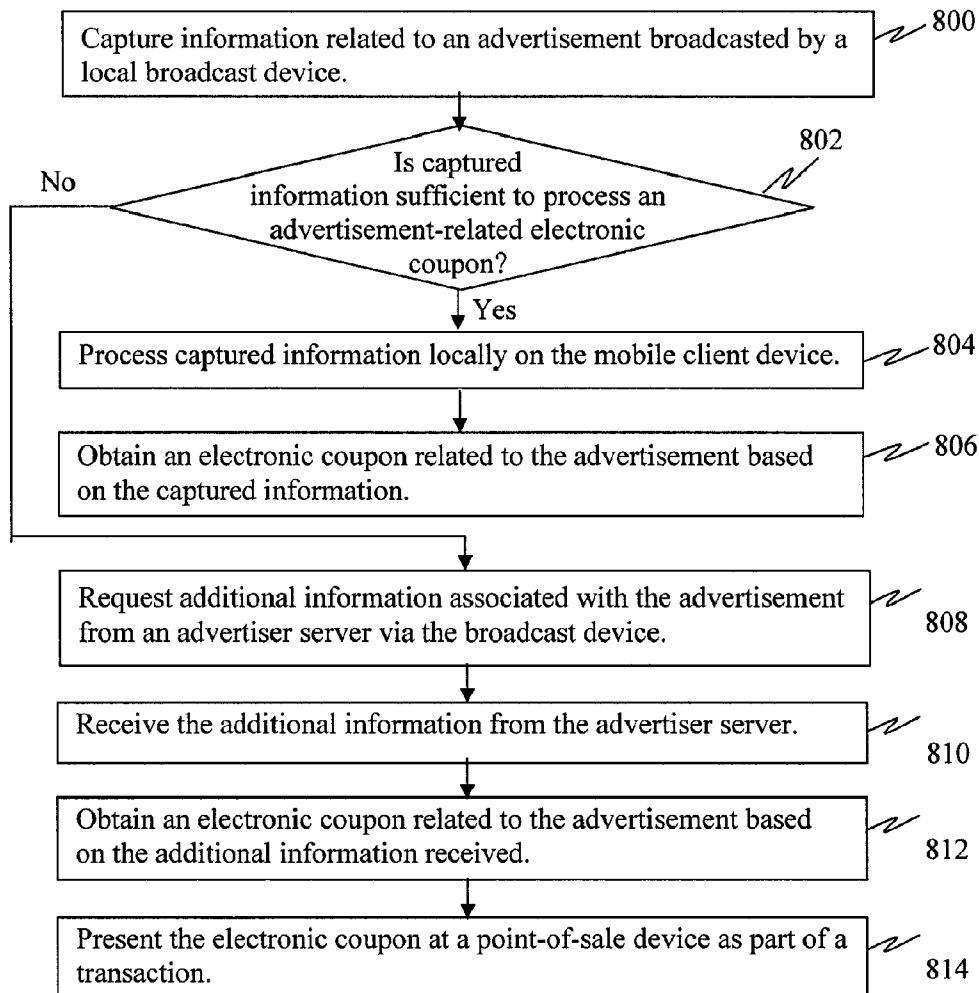 Capture information related to an advertisement broadcasted by a
local broadcast device.
800
Is captured
information sufficient to process an
advertisement-related electronic
coupon?
802
No
Yes
Process captured information locally on the mobile client device.
804
Obtain an electronic coupon related to the advertisement based
on the captured information.
806
Request additional information associated with the advertisement
from an advertiser server via the broadcast device.
808
Receive the additional information from the advertiser server.
810
Obtain an electronic coupon related to the advertisement based
on the additional information received.
812
Present the electronic coupon at a point-of-sale device as part of a
transaction.
814